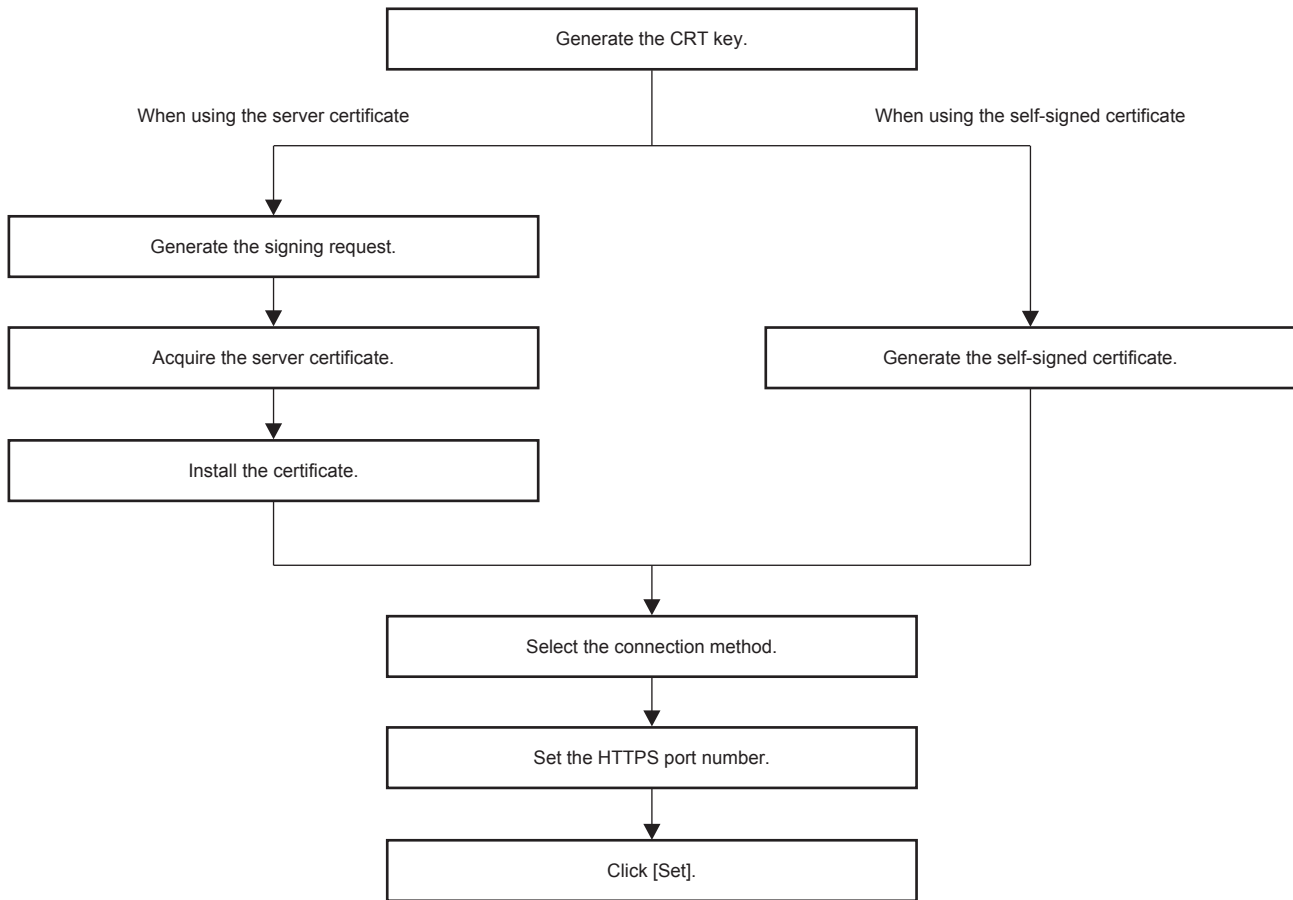 Generate the CRT key.
When using the server certificate
When using the self-signed certificate
Generate the signing request.
Acquire the server certificate.
Generate the self-signed certificate.
Install the certificate.
Select the connection method.
Set the HTTPS port number.
Click [Set].